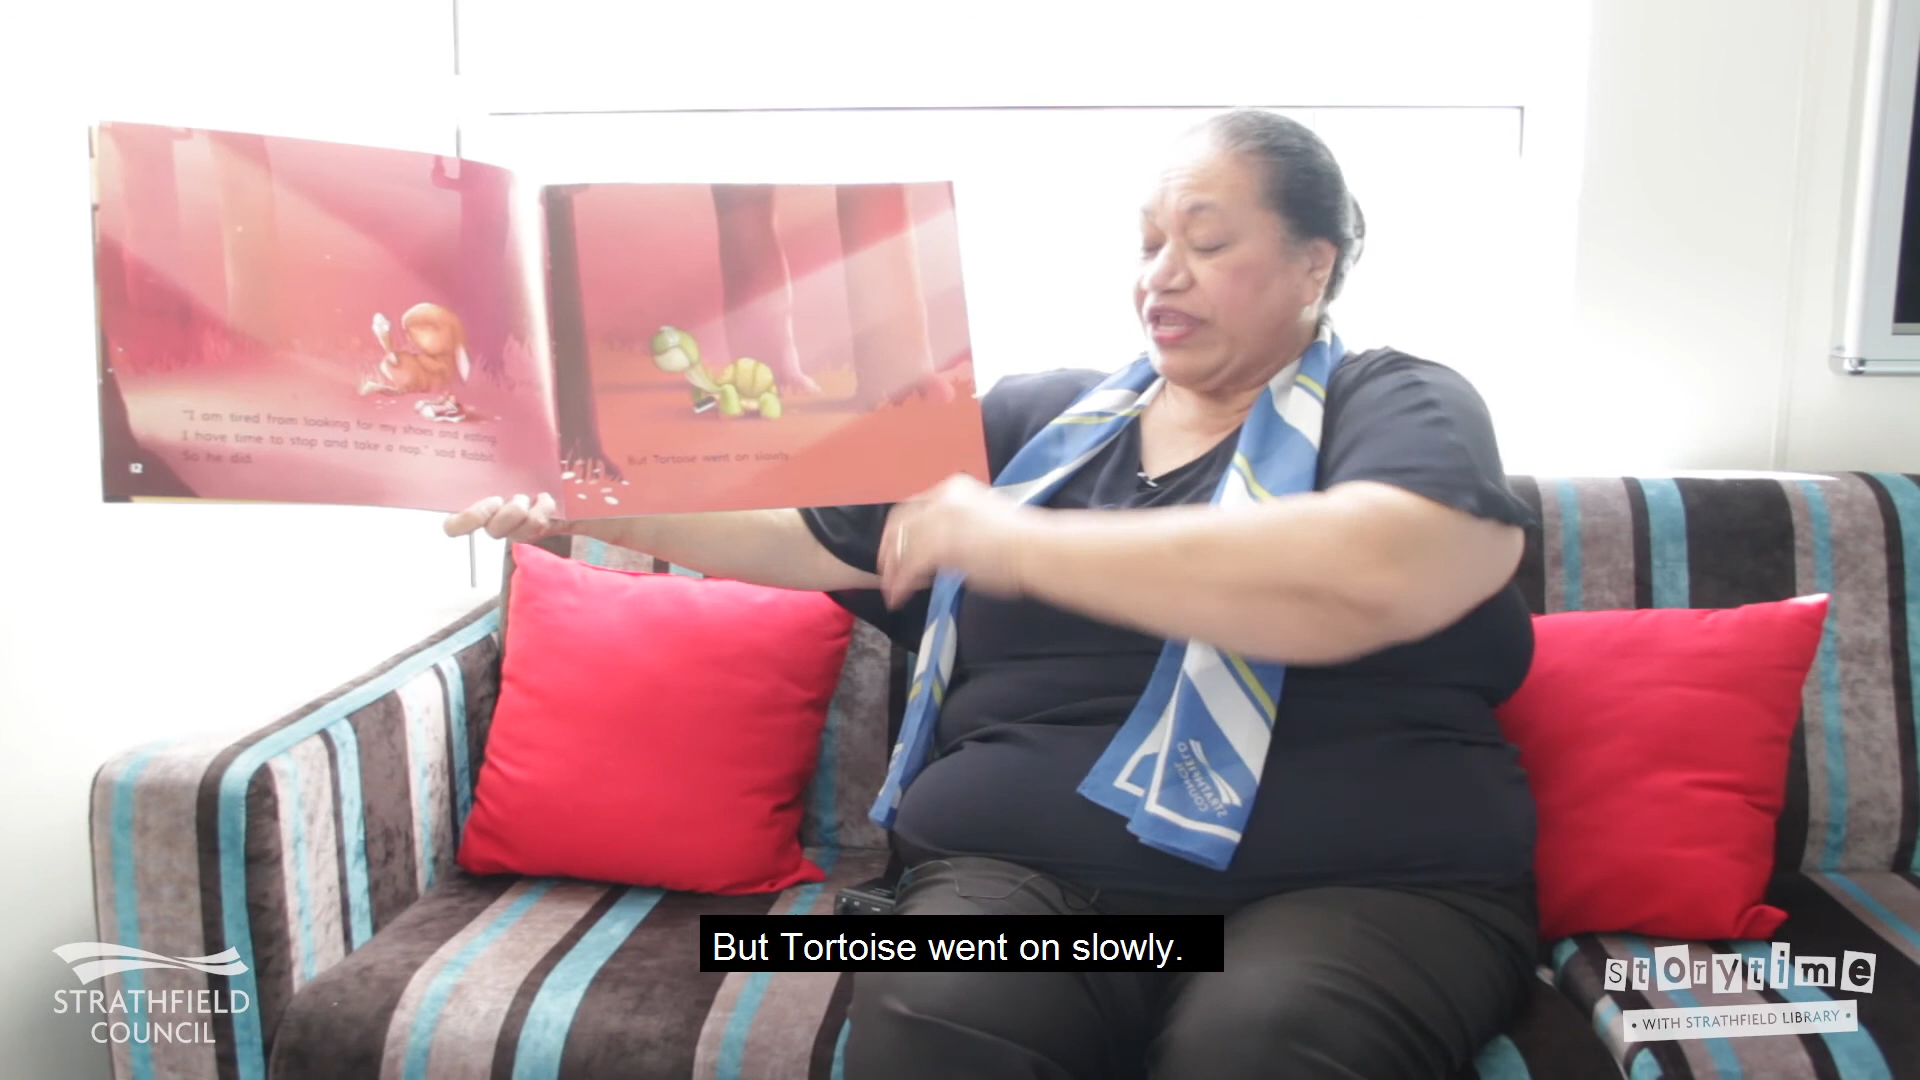 "I am tired from looking for my shoes and eating.
I have time to stop and take a nap," said Rabbit.
So he did.
12
But Tortoise went on slowly.
STRATHFIELD
COUNCIL
But Tortoise went on slowly.
STRATHFIELD
COUNCIL
storytime
• WITH STRATHFIELD LIBRARY •